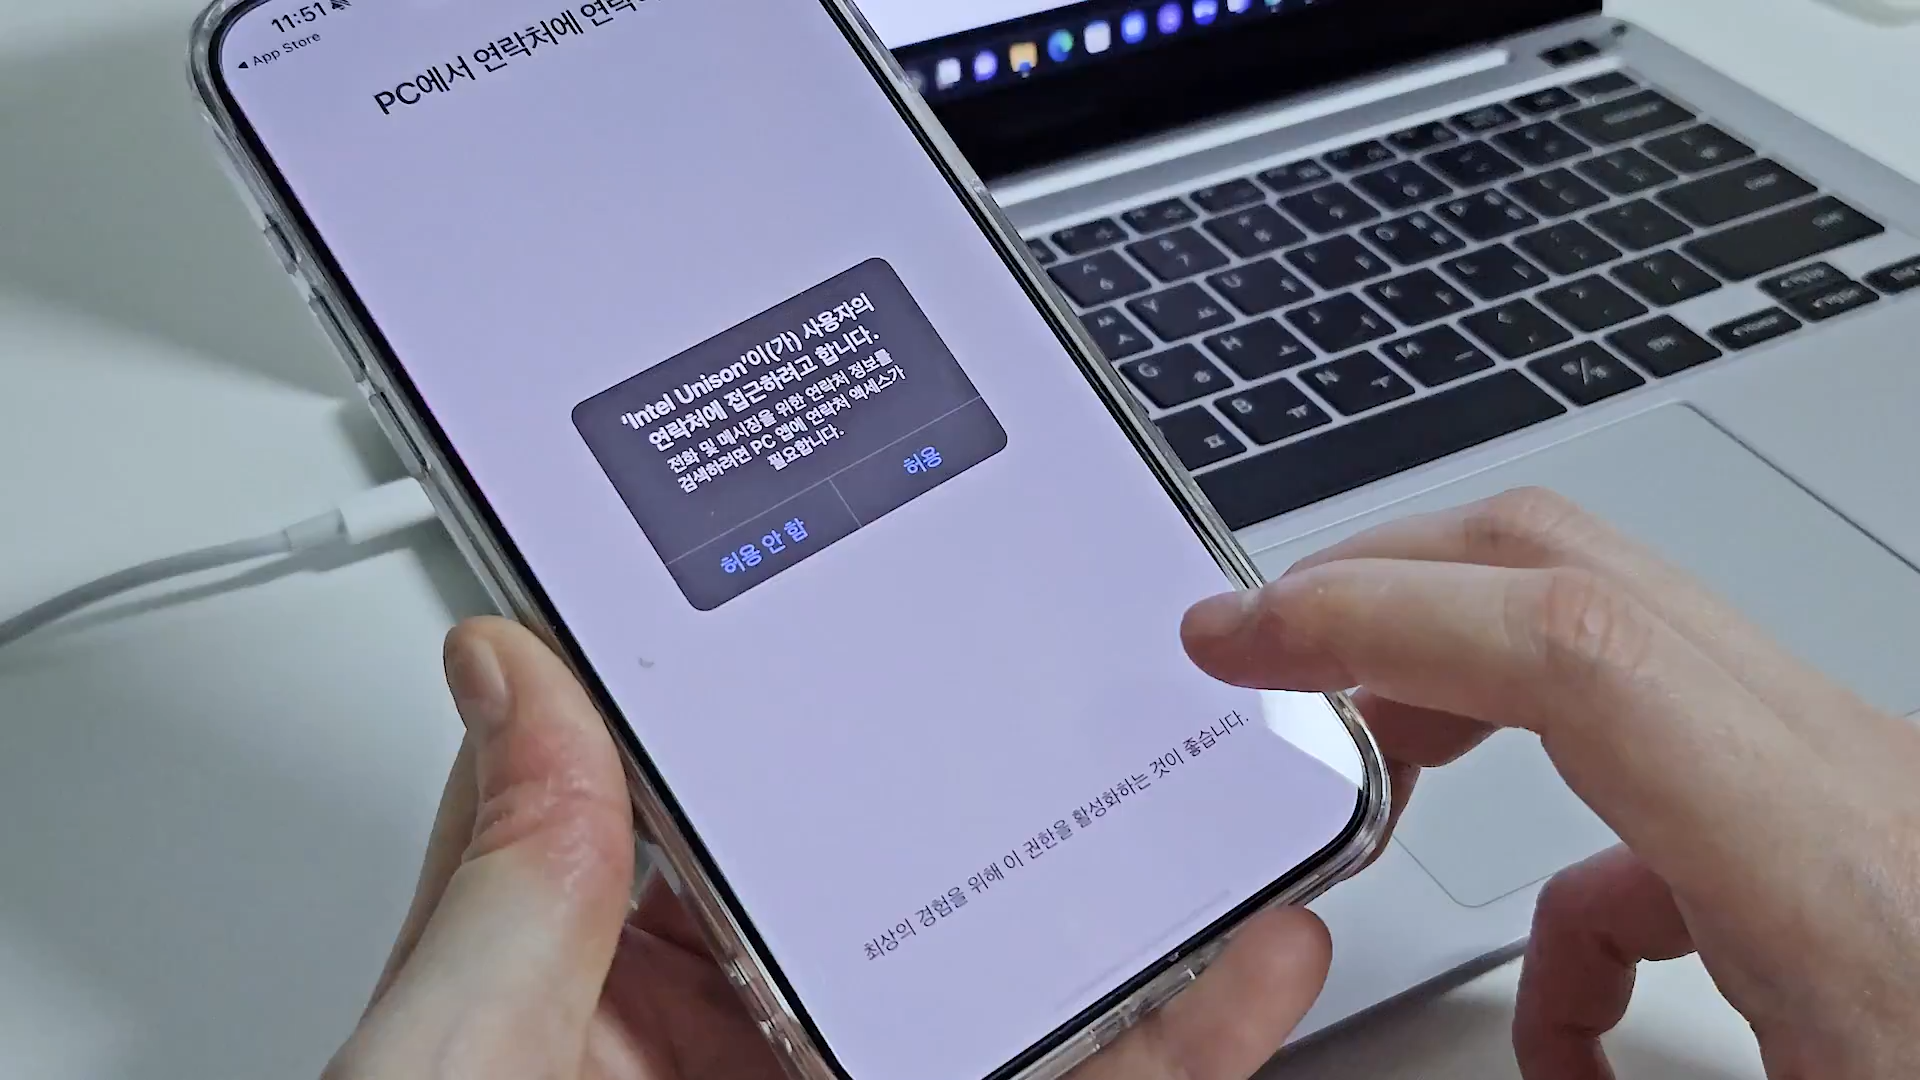 11:51
◀ App Store
PC에서 연락처에
'Intel Unison'이(가) 사용자의
연락처에 접근하려고 합니다.
전화 및 메시징을 위한 연락처 정보를
검색하려면 PC 앱에 연락처 액세스가
필요합니다.
허용 안 함
허용
최상의 경험을 위해 이 권한을 활성화하는 것이 좋습니다.